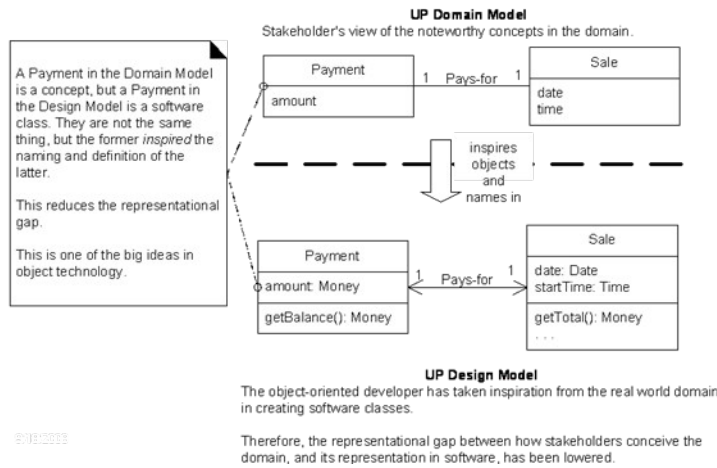 UP Domain Model
Stakeholder's view of the noteworthy concepts in the domain.
A Payment in the Domain Model
is a concept, but a Payment in
the Design Model is a software
class. They are not the same
thing, but the former inspired the
naming and definition of the
latter.
This reduces the representational
gap.
This is one of the big ideas in
object technology.
Payment
amount
1 Pays-for 1
Sale
date
time
inspires
objects
and
names in
Payment
amount: Money
getBalance(): Money
1 Pays-for 1
Sale
date: Date
startTime: Time
getTotal(): Money
. . .
UP Design Model
The object-oriented developer has taken inspiration from the real world domain
in creating software classes.
Therefore, the representational gap between how stakeholders conceive the
domain, and its representation in software, has been lowered.